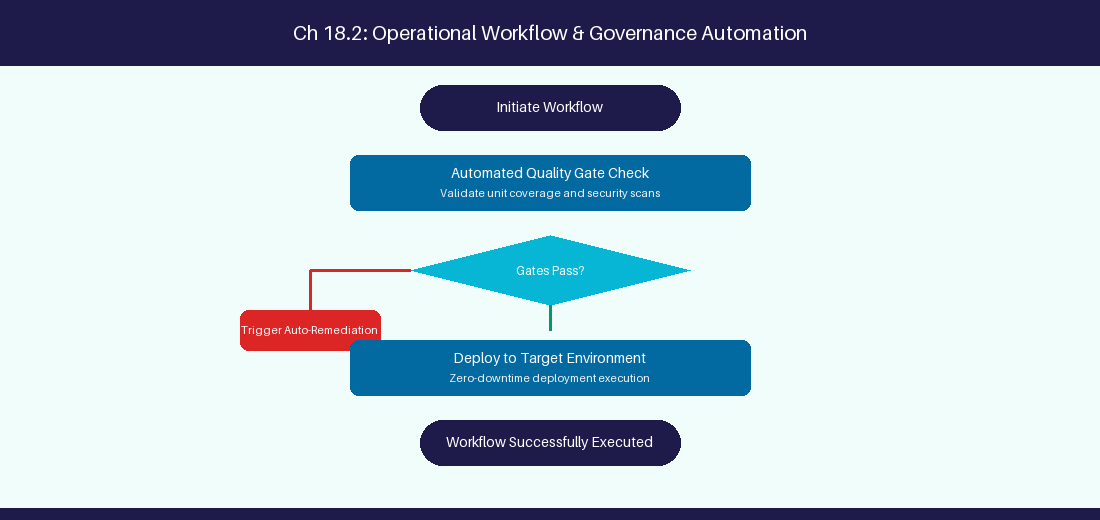 Ch 18.2: Operational Workflow & Governance Automation
Initiate Workflow
Automated Quality Gate Check
Validate unit coverage and security scans
Gates Pass?
Trigger Auto-Remediation
Deploy to Target Environment
Zero-downtime deployment execution
Workflow Successfully Executed